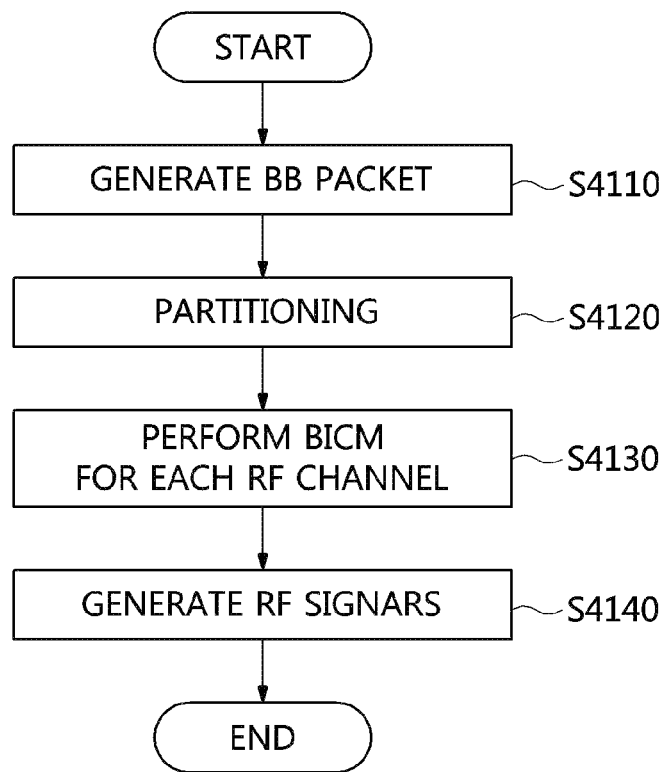 START
GENERATE BB PACKET
S4110
PARTITIONING
S4120
PERFORM BICM
FOR EACH RF CHANNEL
S4130
GENERATE RF SIGNARS
S4140
END